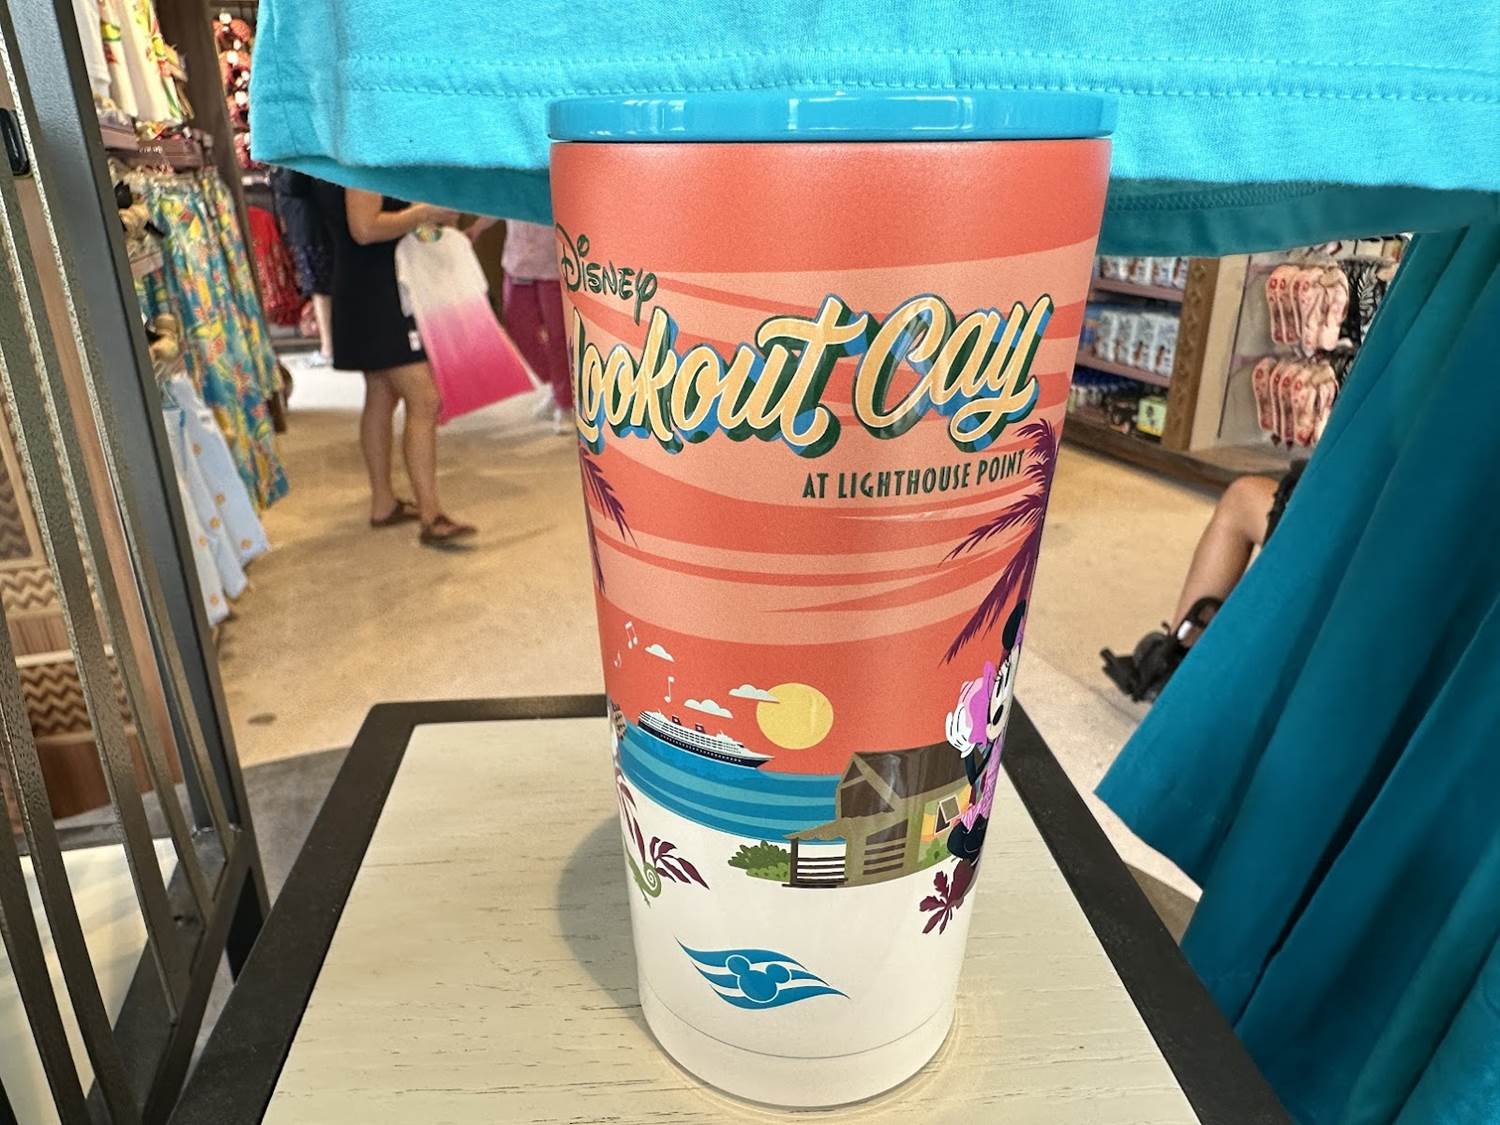 Disney
Lookout Cay
AT LIGHTHOUSE POINT